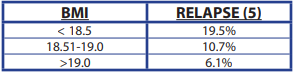 BMI RELAPSE (5)
< 18.5 19.5%
18.51-19.0 10.7%
>19.0 6.1%